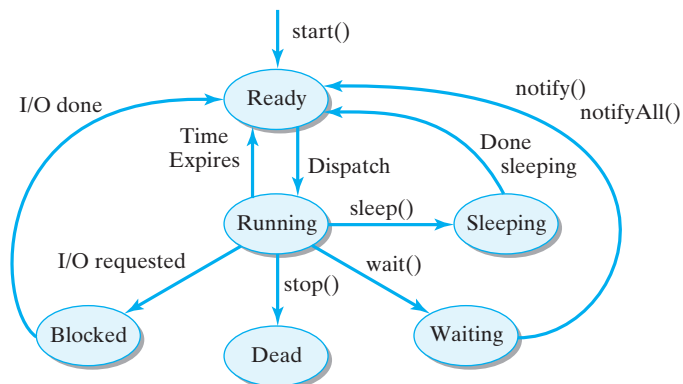 start()
I/O done
Ready
notify()
notifyAll()
Time
Expires
Dispatch
Done
sleeping
Running
sleep()
Sleeping
I/O requested
stop()
wait()
Blocked
Dead
Waiting